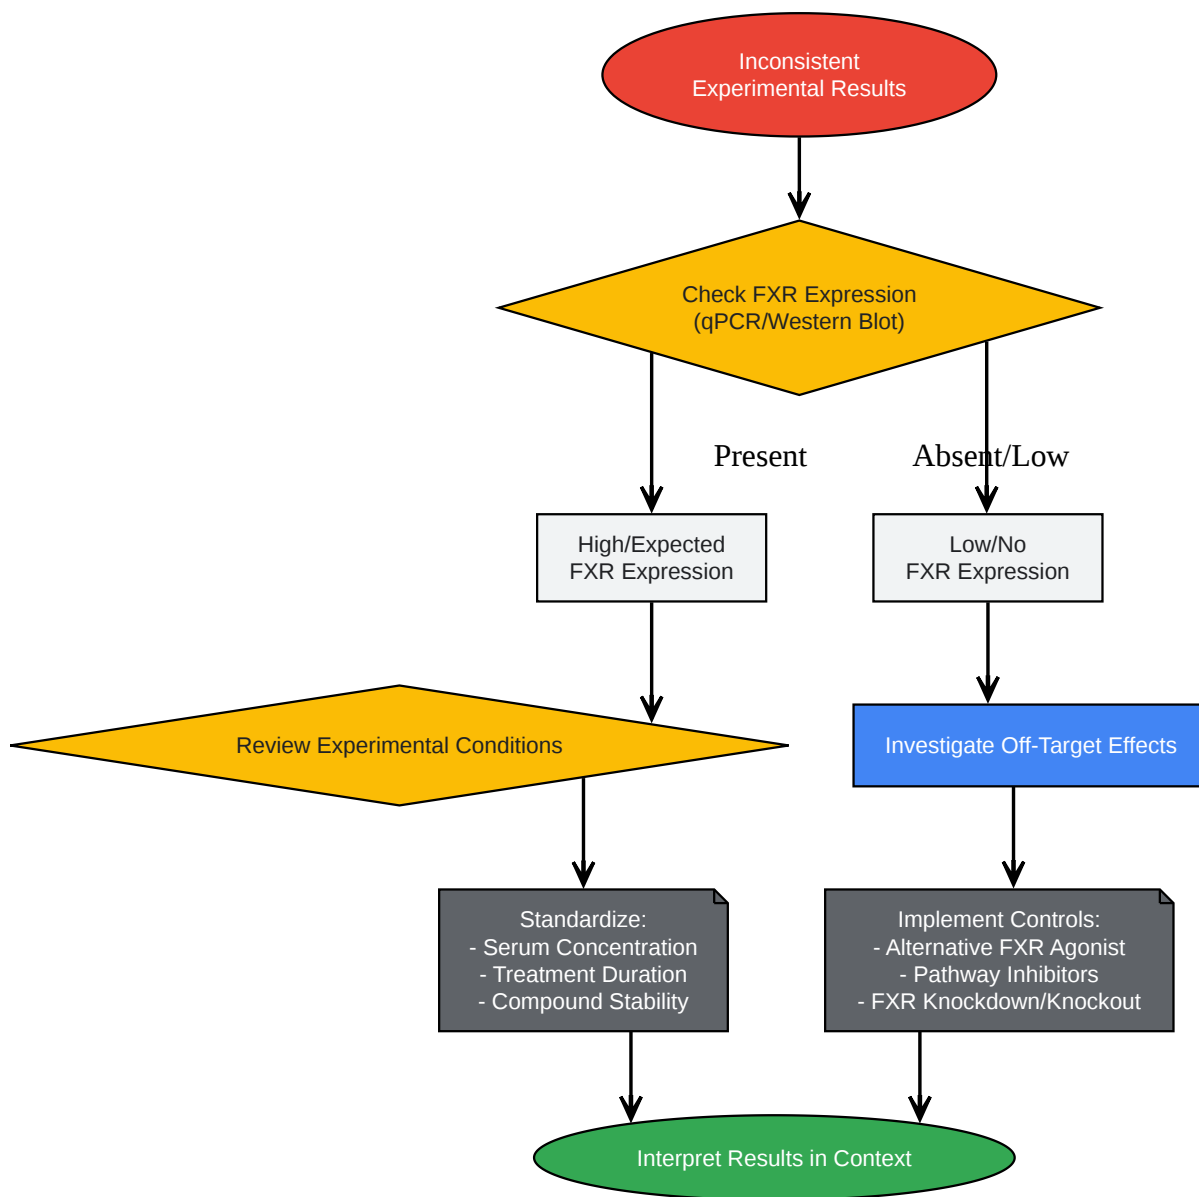 Inconsistent
Experimental Results
Check FXR Expression
(qPCR/Western Blot)
Present
Absent/Low
High/Expected
FXR Expression
Low/No
FXR Expression
Review Experimental Conditions
Investigate Off-Target Effects
Standardize:
- Serum Concentration
- Treatment Duration
- Compound Stability
Implement Controls:
- Alternative FXR Agonist
- Pathway Inhibitors
- FXR Knockdown/Knockout
Interpret Results in Context